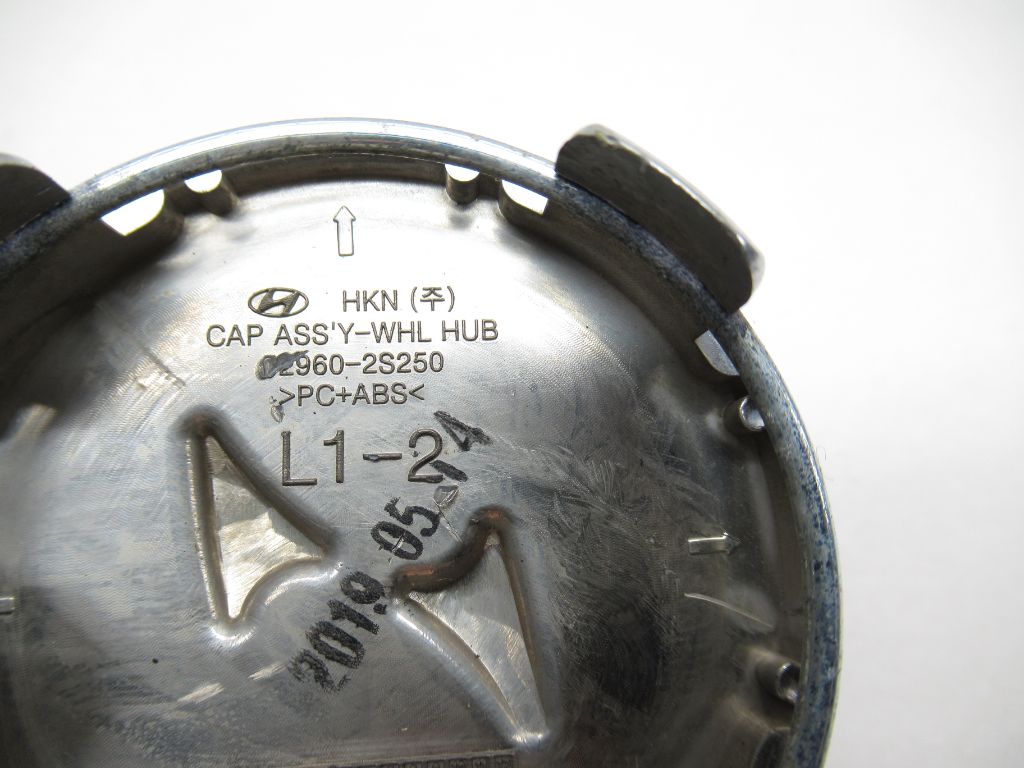 HKN (주)
CAP ASS'Y-WHL HUB
52960-2S250
>PC+ABS<
L1-2
2019 05 14